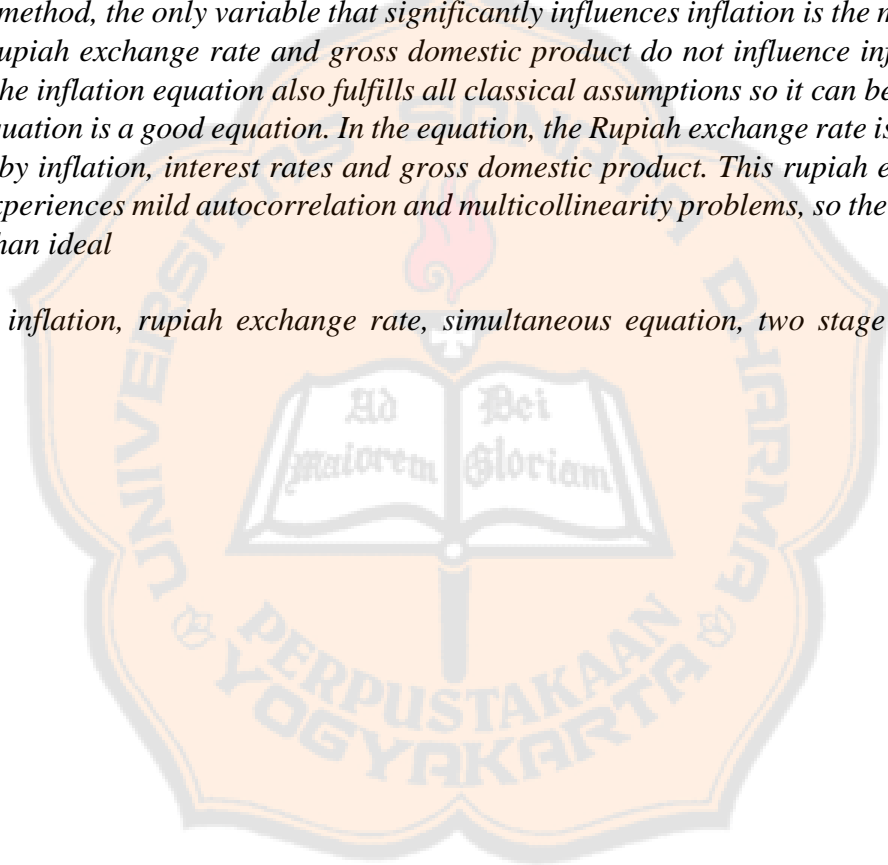 method, the only variable that significantly influences inflation is the
upiah exchange rate and gross domestic product do not influence
he inflation equation also fulfills all classical assumptions so it can be
uation is a good equation. In the equation, the Rupiah exchange rate is
by inflation, interest rates and gross domestic product. This rupiah
xperiences mild autocorrelation and multicollinearity problems, so the
han ideal
inflation, rupiah exchange rate, simultaneous equation, two stage
UNIVERSITAS SANATA DHARMA
Ad Maiorem
Dei Gloriam
PERPUSTAKAAN
YOGYAKARTA